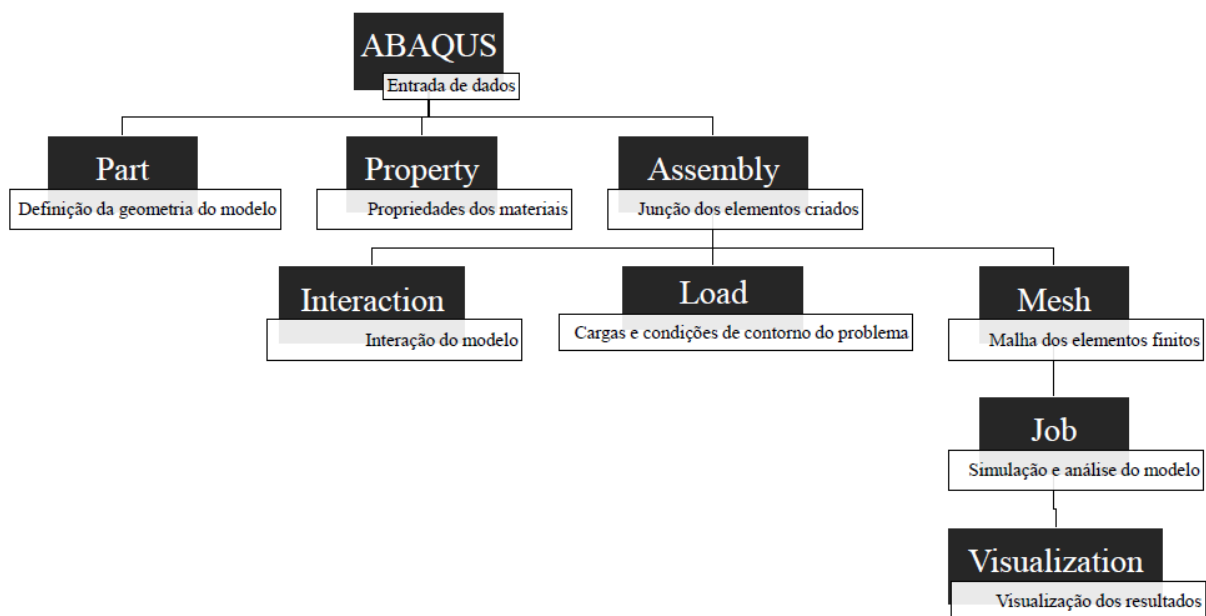 ABAQUS
Entrada de dados
Part
Definição da geometria do modelo
Property
Propriedades dos materiais
Assembly
Junção dos elementos criados
Interaction
Interação do modelo
Load
Cargas e condições de contorno do problema
Mesh
Malha dos elementos finitos
Job
Simulação e análise do modelo
Visualization
Visualização dos resultados